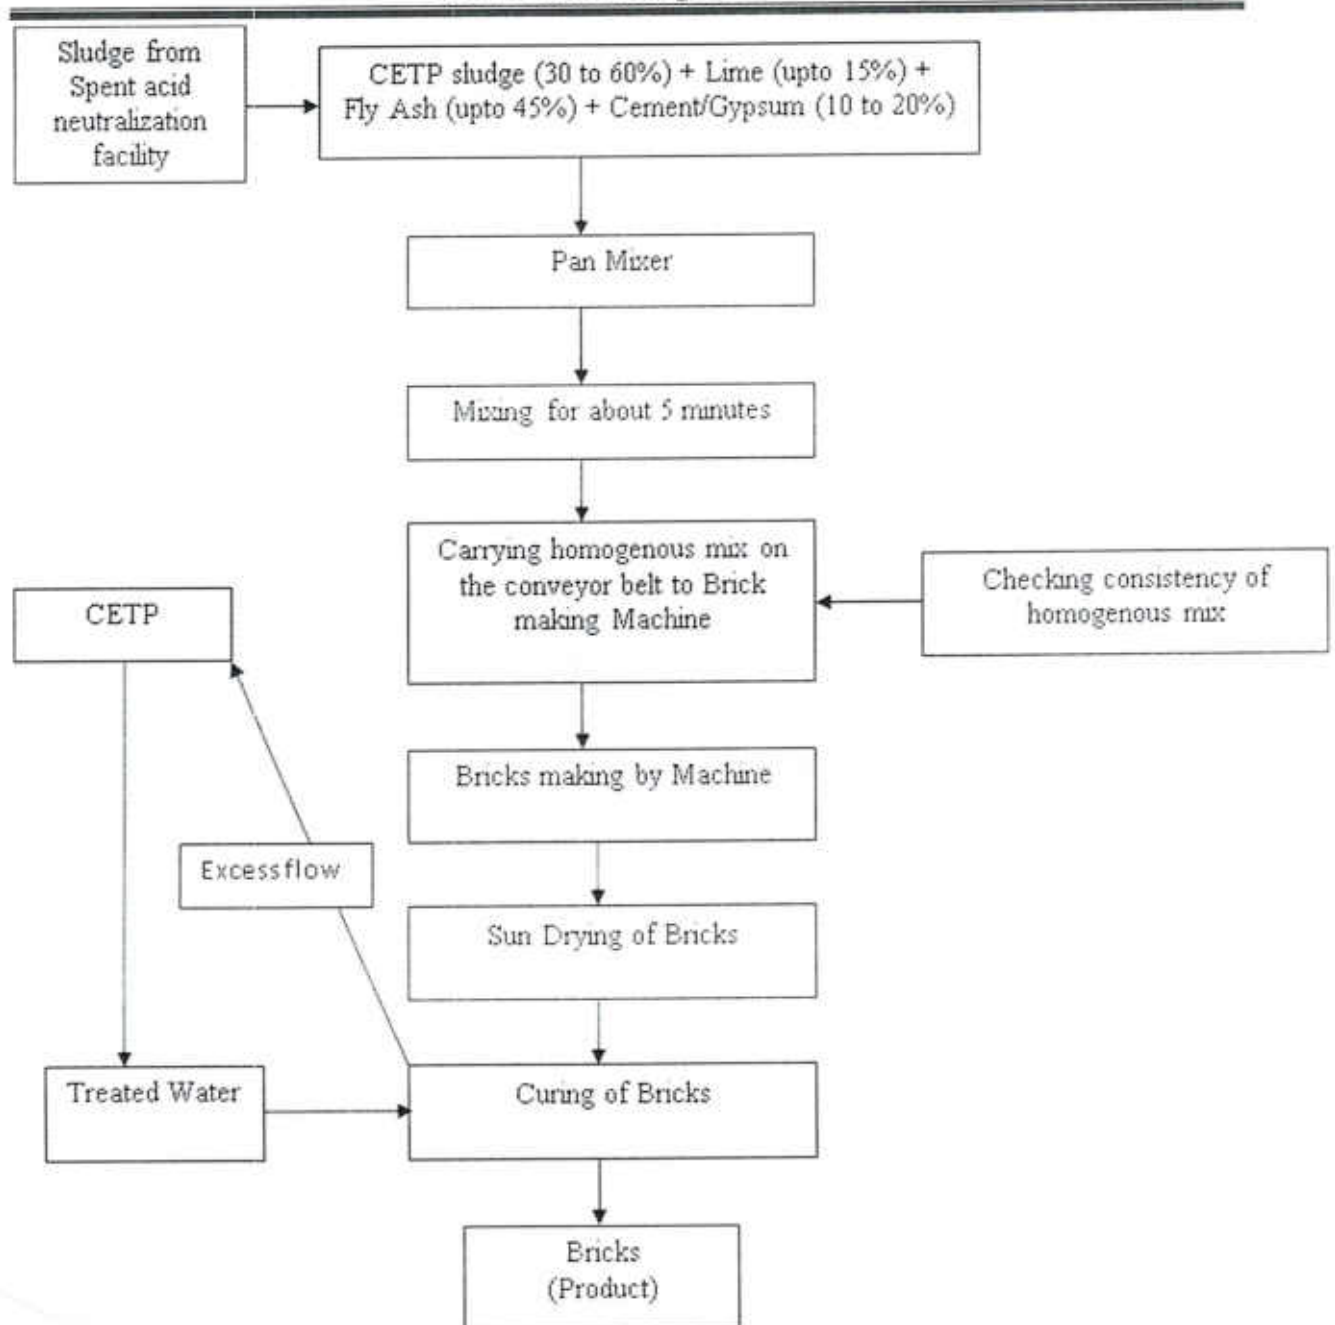 Sludge from
Spent acid
neutralization
facility
CETP sludge (30 to 60%) + Lime (upto 15%) +
Fly Ash (upto 45%) + Cement/Gypsum (10 to 20%)
Pan Mixer
Mixing for about 5 minutes
Carrying homogenous mix on
the conveyor belt to Brick
making Machine
Checking consistency of
homogenous mix
CETP
Bricks making by Machine
Excessflow
Sun Drying of Bricks
Treated Water
Curing of Bricks
Bricks
(Product)